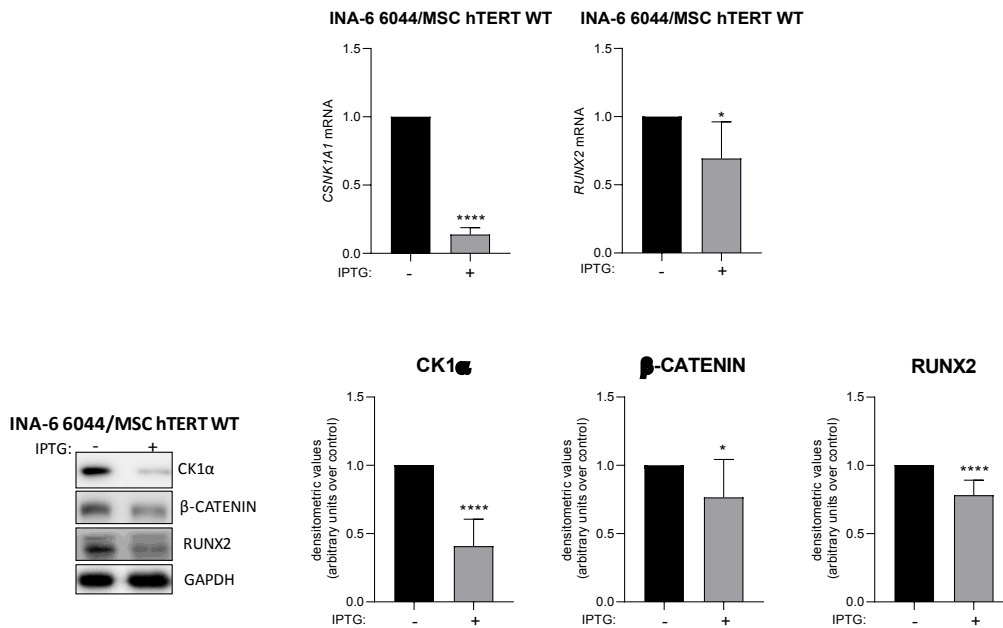 INA-6 6044/MSC hTERT WT
1.5
1.0
0.5
0.0
CSNK1A1 mRNA
****
IPTG: - +
INA-6 6044/MSC hTERT WT
1.5
1.0
0.5
0.0
RUNX2 mRNA
*
IPTG: - +
INA-6 6044/MSC hTERT WT
IPTG: - +
CK1α
β-CATENIN
RUNX2
GAPDH
CK1α
1.5
1.0
0.5
0.0
densitometric values
(arbitrary units over control)
****
IPTG: - +
β-CATENIN
1.5
1.0
0.5
0.0
densitometric values
(arbitrary units over control)
*
IPTG: - +
RUNX2
1.5
1.0
0.5
0.0
densitometric values
(arbitrary units over control)
****
IPTG: - +